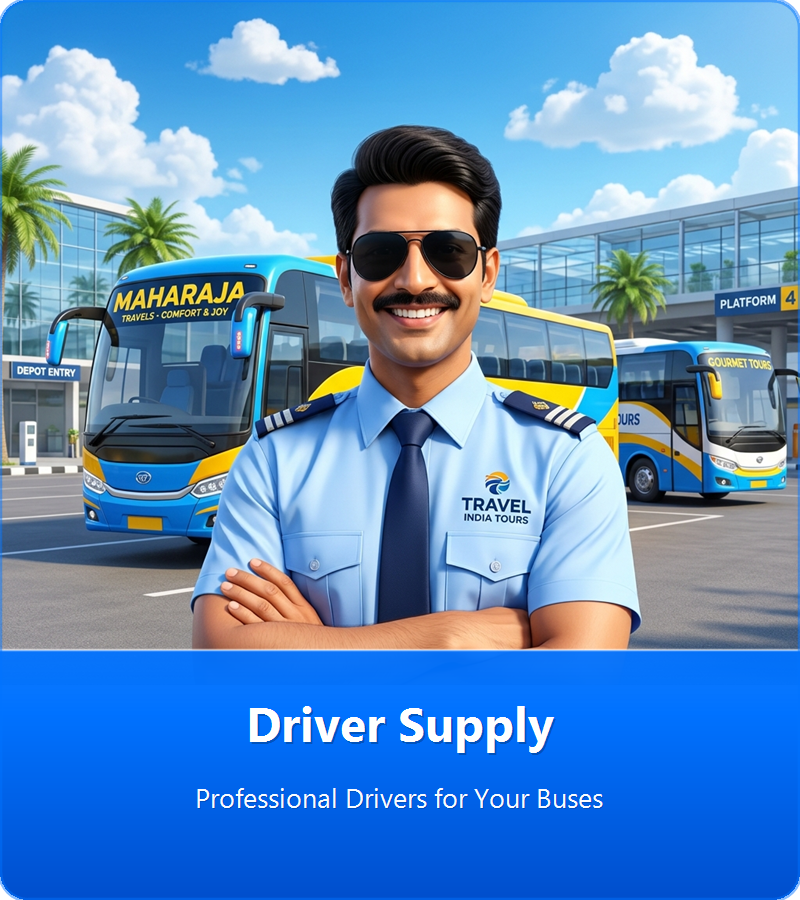 MAHARAJA
TRAVELS • COMFORT & JOY
DEPOT ENTRY
PLATFORM 4
GOURMET TOURS
OURS
TRAVEL
INDIA TOURS
Driver Supply
Professional Drivers for Your Buses